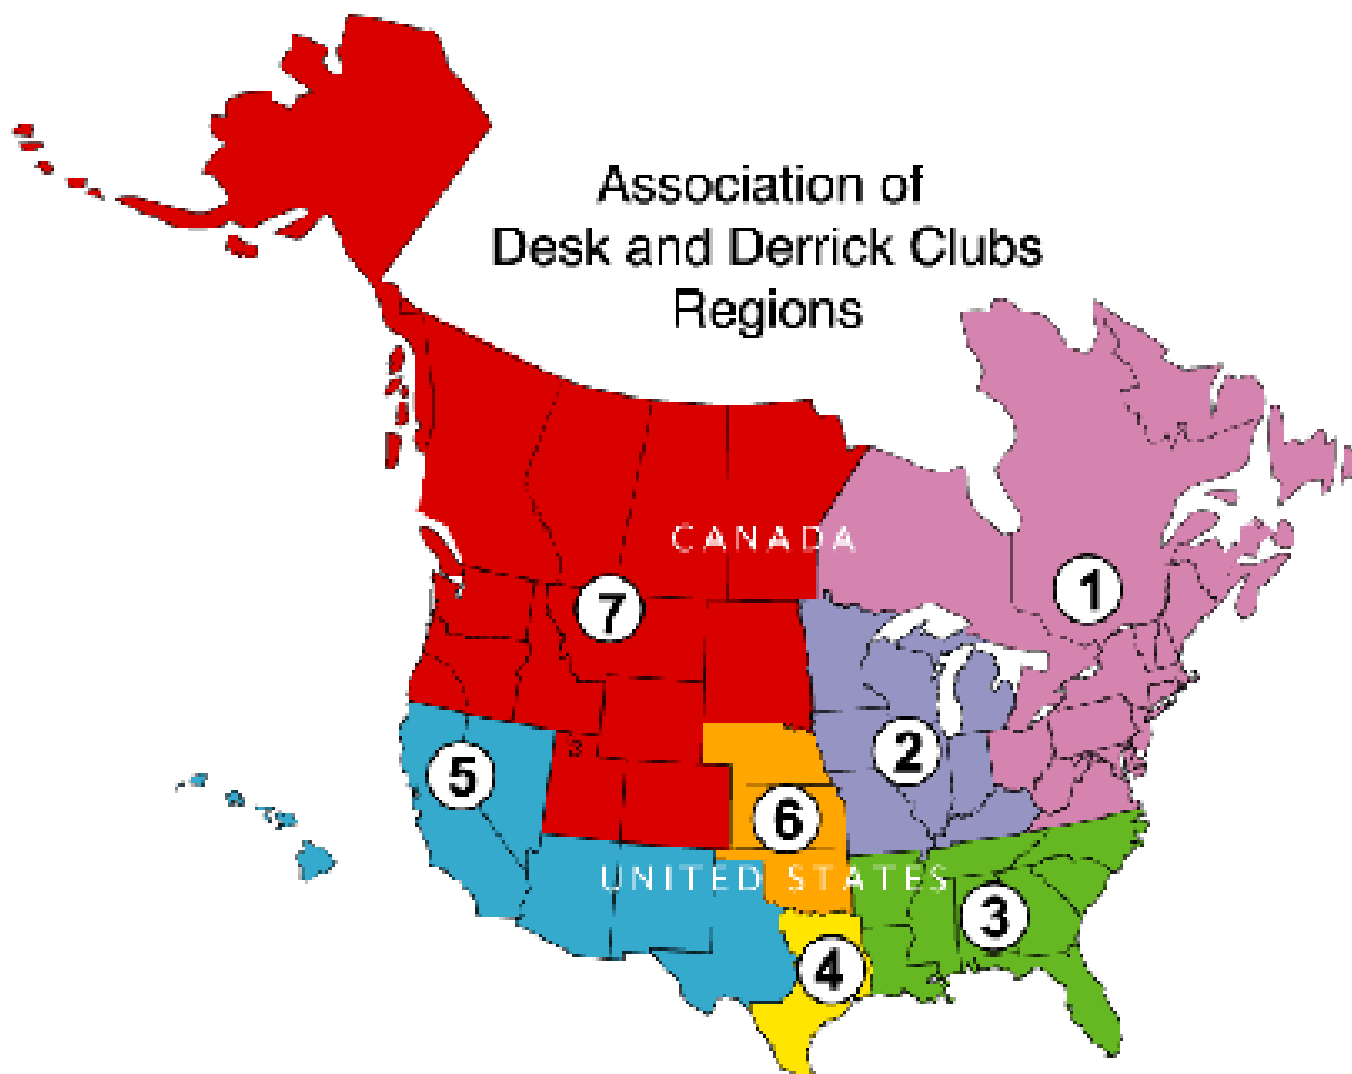 Association of
Desk and Derrick Clubs
Regions
CANADA
1
7
2
5
6
UNITED STATES
3
4